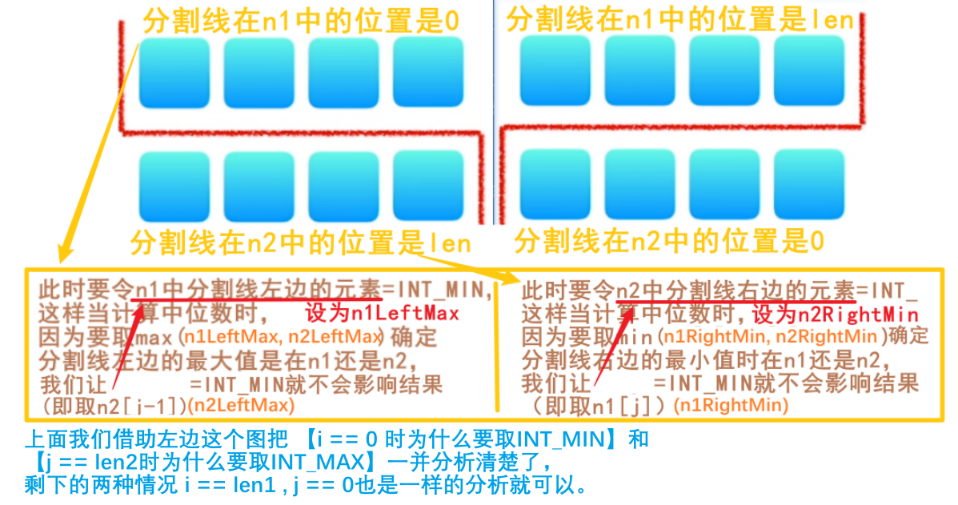 分割线在n1中的位置是0
分割线在n1中的位置是len
分割线在n2中的位置是len
分割线在n2中的位置是0
此时要令n1中分割线左边的元素=INT_MIN,
这样当计算中位数时, 设为n1LeftMax
因为要取max(n1LeftMax, n2LeftMax)确定
分割线左边的最大值是在n1还是n2,
我们让 =INT_MIN就不会影响结果
(即取n2[i-1])(n2LeftMax)
此时要令n2中分割线右边的元素=INT_
这样当计算中位数时,设为n2RightMin
因为要取min(n1RightMin, n2RightMin)确定
分割线右边的最小值时在n1还是n2,
我们让 =INT_MIN就不会影响结果
(即取n1[j])(n1RightMin)
上面我们借助左边这个图把 【i == 0 时为什么要取INT_MIN】和
【j == len2时为什么要取INT_MAX】一并分析清楚了，
剩下的两种情况 i == len1 , j == 0也是一样的分析就可以。